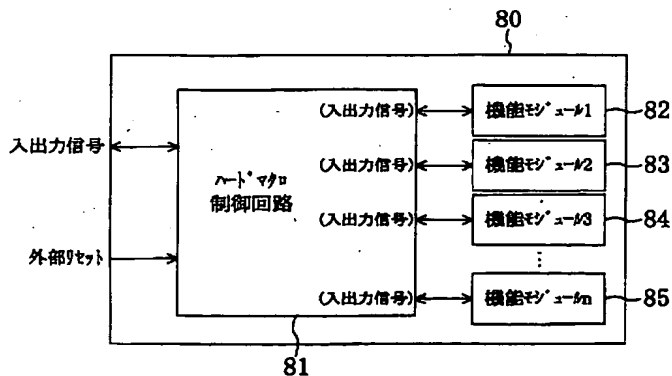 80
(入出力信号)
機能ﾓｼﾞｭｰﾙ1
82
入出力信号
(入出力信号)
機能ﾓｼﾞｭｰﾙ2
83
ﾊｰﾄﾞﾏｸﾛ
制御回路
(入出力信号)
機能ﾓｼﾞｭｰﾙ3
84
外部ﾘｾｯﾄ
⋮
(入出力信号)
機能ﾓｼﾞｭｰﾙn
85
81